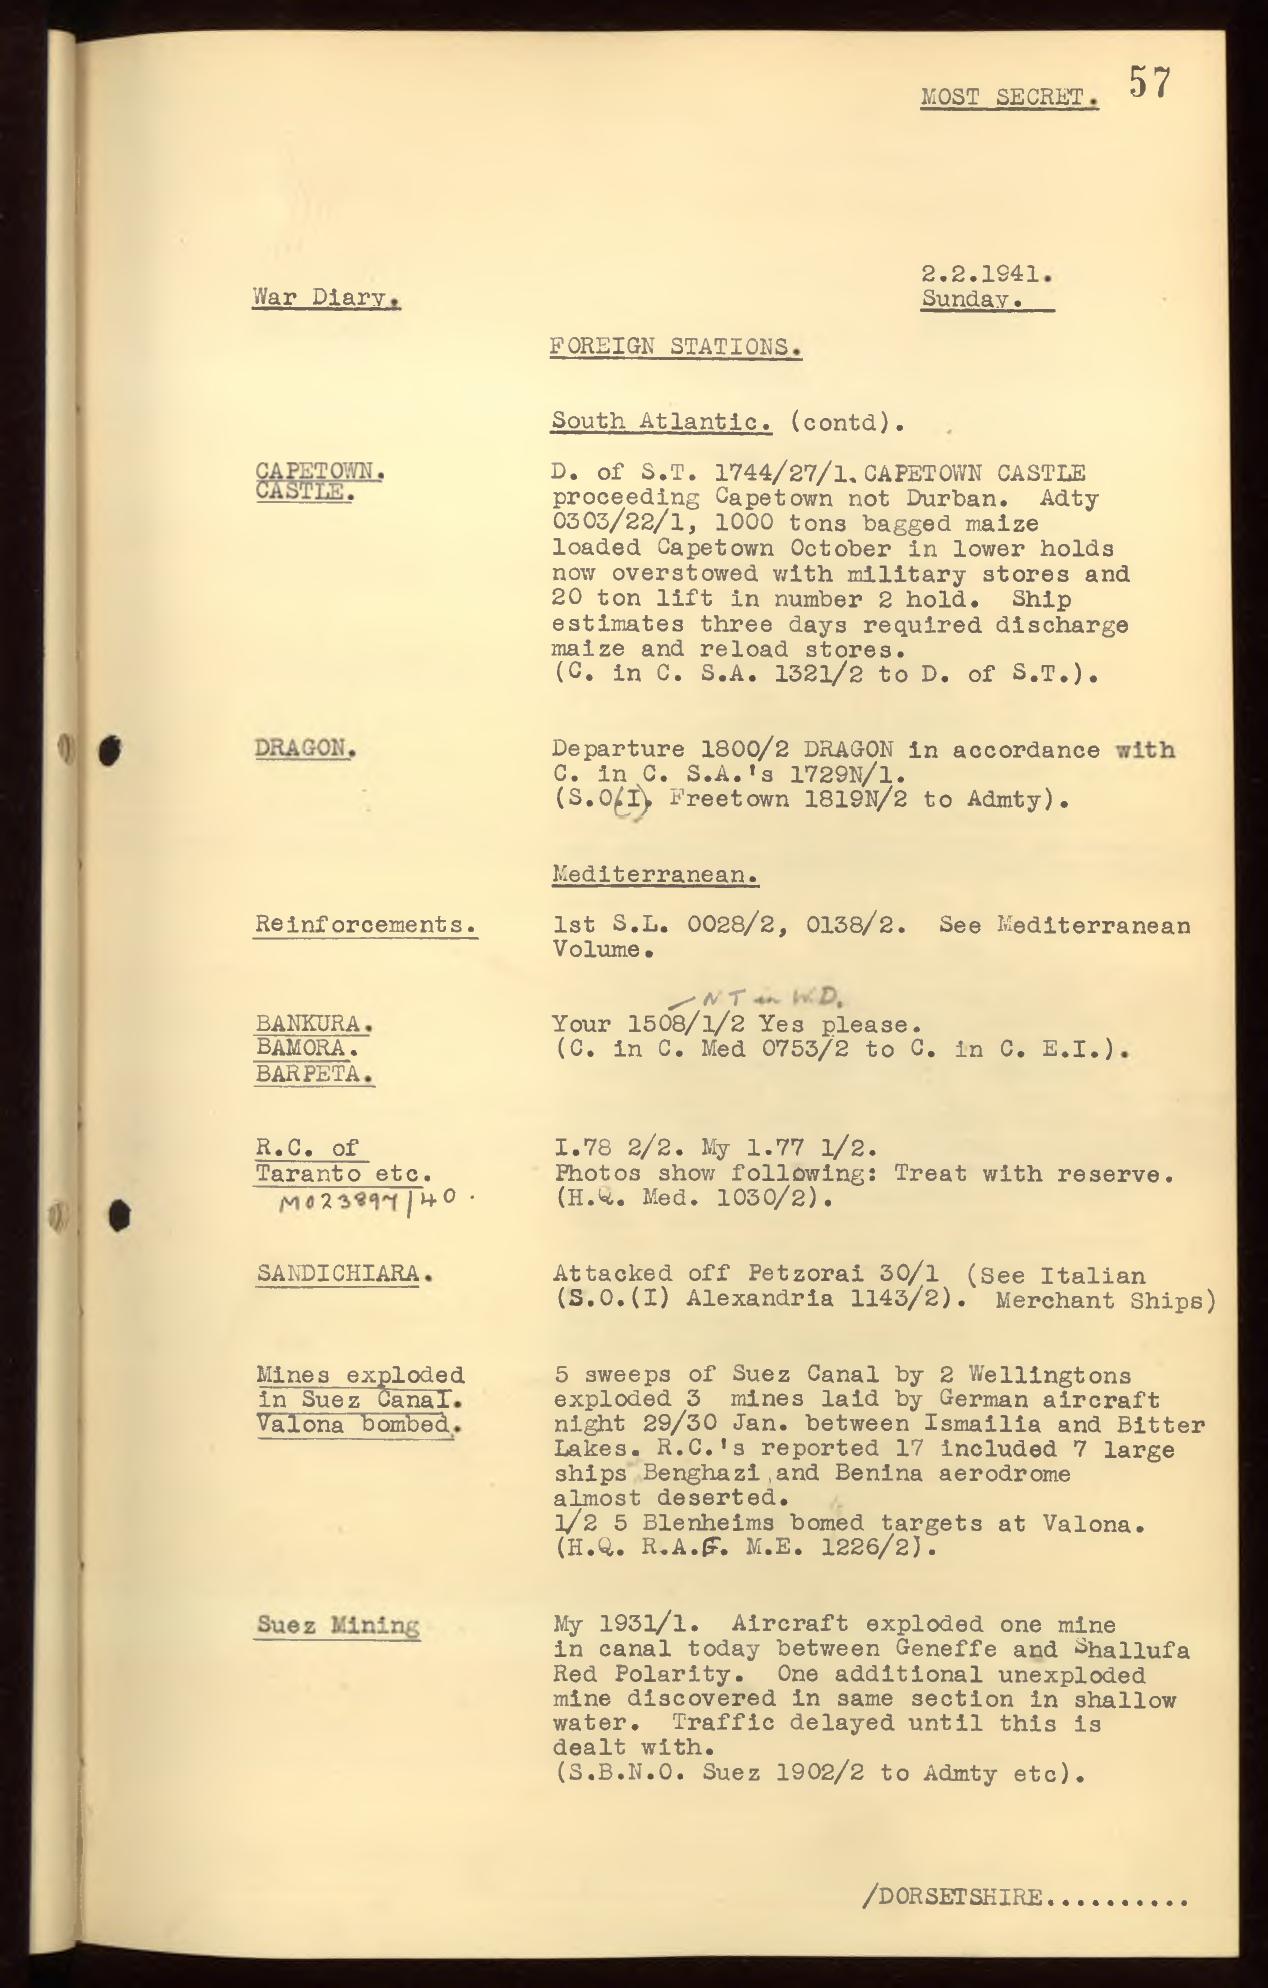 MOST SECRET. 57
2.2.1941.
War Diary. Sunday.
FOREIGN STATIONS.
South Atlantic. (contd).
CAPETOWN. D. of S.T. 1744/27/1. CAPETOWN CASTLE
CASTLE. proceeding Capetown not Durban. Adty
0303/22/1, 1000 tons bagged maize
loaded Capetown October in lower holds
now overstowed with military stores and
20 ton lift in number 2 hold. Ship
estimates three days required discharge
maize and reload stores.
(C. in C. S.A. 1321/2 to D. of S.T.).
DRAGON. Departure 1800/2 DRAGON in accordance with
C. in C. S.A.'s 1729N/1.
(S.O(I). Freetown 1819N/2 to Admty).
Mediterranean.
Reinforcements. 1st S.L. 0028/2, 0138/2. See Mediterranean
Volume.
NT in W.D.
BANKURA. Your 1508/1/2 Yes please.
BAMORA. (C. in C. Med 0753/2 to C. in C. E.I.).
BARPETA.
R.C. of I.78 2/2. My 1.77 1/2.
Taranto etc. Photos show following: Treat with reserve.
M023897/40. (H.Q. Med. 1030/2).
SANDICHIARA. Attacked off Petzorai 30/1 (See Italian
(S.O.(I) Alexandria 1143/2). Merchant Ships)
Mines exploded 5 sweeps of Suez Canal by 2 Wellingtons
in Suez Canal. exploded 3 mines laid by German aircraft
Valona bombed. night 29/30 Jan. between Ismailia and Bitter
Lakes. R.C.'s reported 17 included 7 large
ships Benghazi,and Benina aerodrome
almost deserted.
1/2 5 Blenheims bomed targets at Valona.
(H.Q. R.A.F. M.E. 1226/2).
Suez Mining My 1931/1. Aircraft exploded one mine
in canal today between Geneffe and Shallufa
Red Polarity. One additional unexploded
mine discovered in same section in shallow
water. Traffic delayed until this is
dealt with.
(S.B.N.O. Suez 1902/2 to Admty etc).
/DORSETSHIRE..........